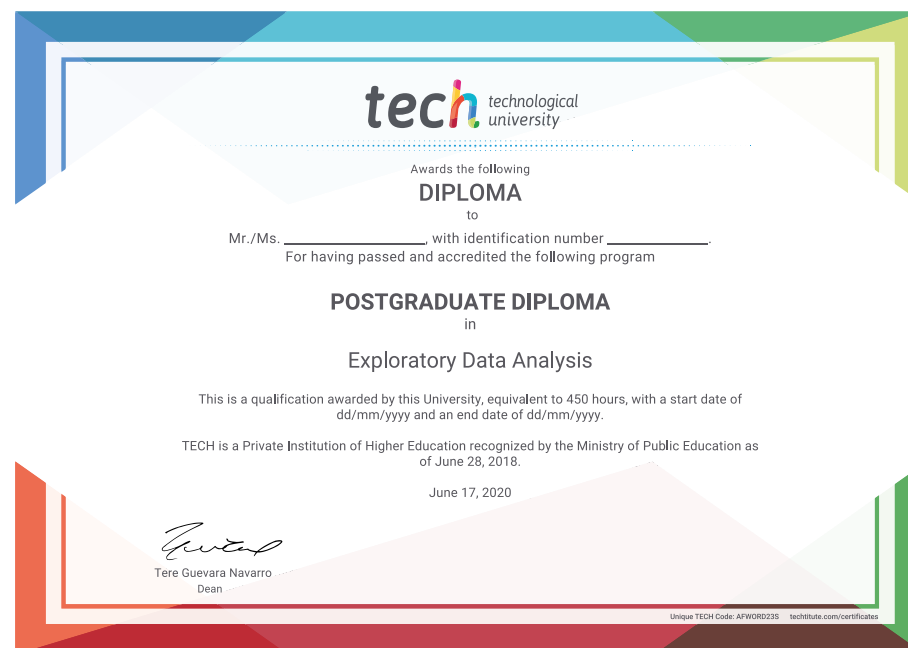 tech technological
university
Awards the following
DIPLOMA
to
Mr./Ms. ____________________, with identification number ______________.
For having passed and accredited the following program
POSTGRADUATE DIPLOMA
in
Exploratory Data Analysis
This is a qualification awarded by this University, equivalent to 450 hours, with a start date of
dd/mm/yyyy and an end date of dd/mm/yyyy.
TECH is a Private Institution of Higher Education recognized by the Ministry of Public Education as
of June 28, 2018.
June 17, 2020
Tere Guevara Navarro
Dean
Unique TECH Code: AFWORD23S techtitute.com/certificates